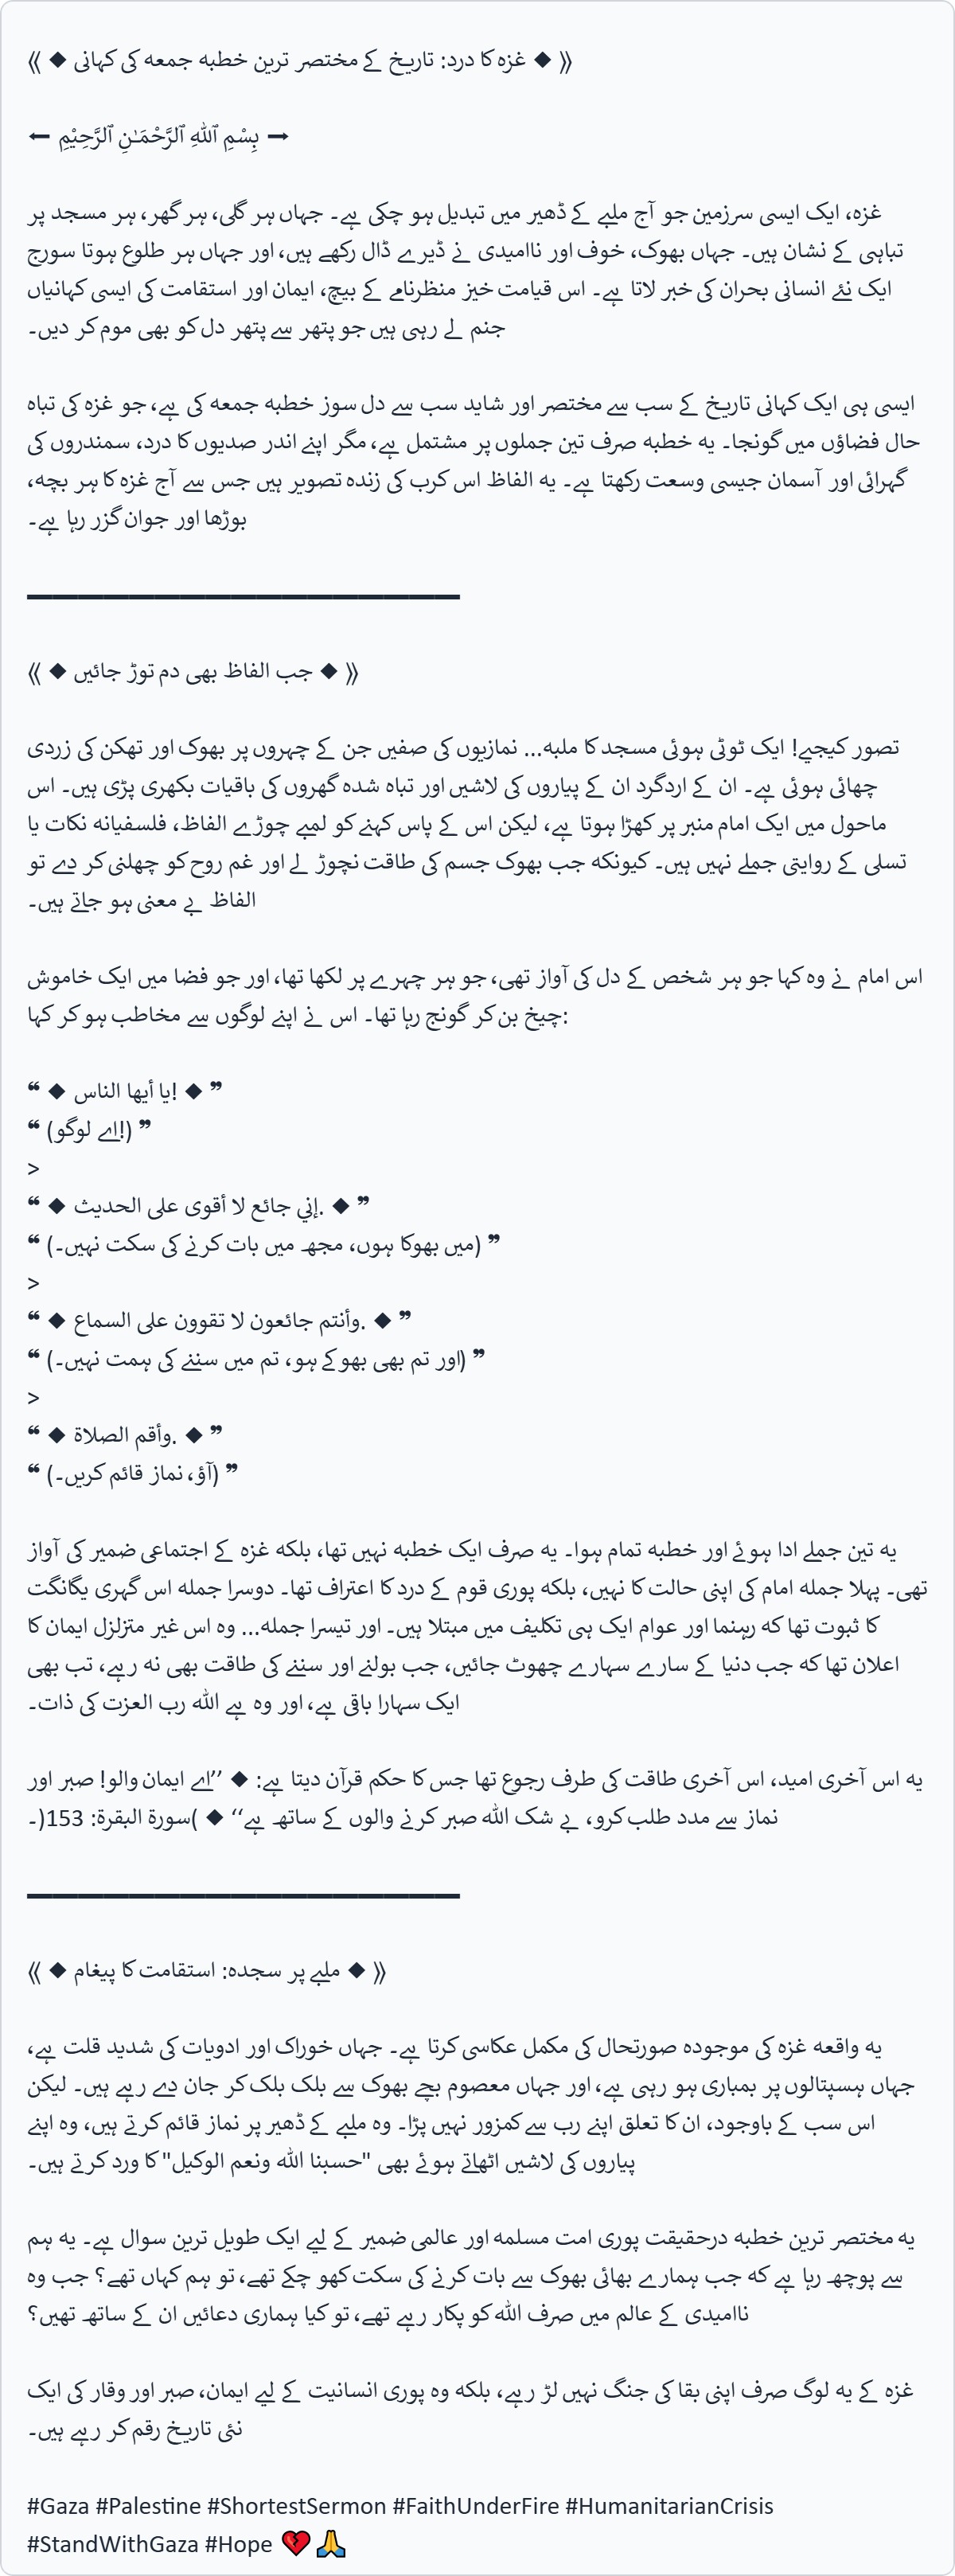 ⟪ ◆ غزہ کا درد: تاریخ کے مختصر ترین خطبہ جمعہ کی کہانی ◆ ⟫
← بِسْمِ ٱللَّٰهِ ٱلرَّحْمَـٰنِ ٱلرَّحِيْمِ →
غزہ، ایک ایسی سرزمین جو آج ملبے کے ڈھیر میں تبدیل ہو چکی ہے۔ جہاں ہر گلی، ہر گھر، ہر مسجد پر
تباہی کے نشان ہیں۔ جہاں بھوک، خوف اور ناامیدی نے ڈیرے ڈال رکھے ہیں، اور جہاں ہر طلوع ہوتا سورج
ایک نئے انسانی بحران کی خبر لاتا ہے۔ اس قیامت خیز منظرنامے کے بیچ، ایمان اور استقامت کی ایسی کہانیاں
جنم لے رہی ہیں جو پتھر سے پتھر دل کو بھی موم کر دیں۔
ایسی ہی ایک کہانی تاریخ کے سب سے مختصر اور شاید سب سے دل سوز خطبہ جمعہ کی ہے، جو غزہ کی تباہ
حال فضاؤں میں گونجا۔ یہ خطبہ صرف تین جملوں پر مشتمل ہے، مگر اپنے اندر صدیوں کا درد، سمندروں کی
گہرائی اور آسمان جیسی وسعت رکھتا ہے۔ یہ الفاظ اس کرب کی زندہ تصویر ہیں جس سے آج غزہ کا ہر بچہ،
بوڑھا اور جوان گزر رہا ہے۔
⟪ ◆ جب الفاظ بھی دم توڑ جائیں ◆ ⟫
تصور کیجیے! ایک ٹوٹی ہوئی مسجد کا ملبہ... نمازیوں کی صفیں جن کے چہروں پر بھوک اور تھکن کی زردی
چھائی ہوئی ہے۔ ان کے اردگرد ان کے پیاروں کی لاشیں اور تباہ شدہ گھروں کی باقیات بکھری پڑی ہیں۔ اس
ماحول میں ایک امام منبر پر کھڑا ہوتا ہے، لیکن اس کے پاس کہنے کو لمبے چوڑے الفاظ، فلسفیانہ نکات یا
تسلی کے روایتی جملے نہیں ہیں۔ کیونکہ جب بھوک جسم کی طاقت نچوڑ لے اور غم روح کو چھلنی کر دے تو
الفاظ بے معنی ہو جاتے ہیں۔
اس امام نے وہ کہا جو ہر شخص کے دل کی آواز تھی، جو ہر چہرے پر لکھا تھا، اور جو فضا میں ایک خاموش
چیخ بن کر گونج رہا تھا۔ اس نے اپنے لوگوں سے مخاطب ہو کر کہا:
❝ ◆ يا أيها الناس! ◆ ❞
❝ (اے لوگو!) ❞
>
❝ ◆ إني جائع لا أقوى على الحديث. ◆ ❞
❝ (میں بھوکا ہوں، مجھ میں بات کرنے کی سکت نہیں۔) ❞
>
❝ ◆ وأنتم جائعون لا تقوون على السماع. ◆ ❞
❝ (اور تم بھی بھوکے ہو، تم میں سننے کی ہمت نہیں۔) ❞
>
❝ ◆ وأقم الصلاة. ◆ ❞
❝ (آؤ، نماز قائم کریں۔) ❞
یہ تین جملے ادا ہوئے اور خطبہ تمام ہوا۔ یہ صرف ایک خطبہ نہیں تھا، بلکہ غزہ کے اجتماعی ضمیر کی آواز
تھی۔ پہلا جملہ امام کی اپنی حالت کا نہیں، بلکہ پوری قوم کے درد کا اعتراف تھا۔ دوسرا جملہ اس گہری یگانگت
کا ثبوت تھا کہ رہنما اور عوام ایک ہی تکلیف میں مبتلا ہیں۔ اور تیسرا جملہ... وہ اس غیر متزلزل ایمان کا
اعلان تھا کہ جب دنیا کے سارے سہارے چھوٹ جائیں، جب بولنے اور سننے کی طاقت بھی نہ رہے، تب بھی
ایک سہارا باقی ہے، اور وہ ہے اللہ رب العزت کی ذات۔
یہ اس آخری امید، اس آخری طاقت کی طرف رجوع تھا جس کا حکم قرآن دیتا ہے: ◆ ’’اے ایمان والو! صبر اور
نماز سے مدد طلب کرو، بے شک اللہ صبر کرنے والوں کے ساتھ ہے‘‘ ◆ (سورۃ البقرۃ: 153)۔
⟪ ◆ ملبے پر سجدہ: استقامت کا پیغام ◆ ⟫
یہ واقعہ غزہ کی موجودہ صورتحال کی مکمل عکاسی کرتا ہے۔ جہاں خوراک اور ادویات کی شدید قلت ہے،
جہاں ہسپتالوں پر بمباری ہو رہی ہے، اور جہاں معصوم بچے بھوک سے بلک بلک کر جان دے رہے ہیں۔ لیکن
اس سب کے باوجود، ان کا تعلق اپنے رب سے کمزور نہیں پڑا۔ وہ ملبے کے ڈھیر پر نماز قائم کرتے ہیں، وہ اپنے
پیاروں کی لاشیں اٹھاتے ہوئے بھی "حسبنا اللہ ونعم الوکیل" کا ورد کرتے ہیں۔
یہ مختصر ترین خطبہ درحقیقت پوری امت مسلمہ اور عالمی ضمیر کے لیے ایک طویل ترین سوال ہے۔ یہ ہم
سے پوچھ رہا ہے کہ جب ہمارے بھائی بھوک سے بات کرنے کی سکت کھو چکے تھے، تو ہم کہاں تھے؟ جب وہ
ناامیدی کے عالم میں صرف اللہ کو پکار رہے تھے، تو کیا ہماری دعائیں ان کے ساتھ تھیں؟
غزہ کے یہ لوگ صرف اپنی بقا کی جنگ نہیں لڑ رہے، بلکہ وہ پوری انسانیت کے لیے ایمان، صبر اور وقار کی ایک
نئی تاریخ رقم کر رہے ہیں۔
#Gaza #Palestine #ShortestSermon #FaithUnderFire #HumanitarianCrisis
#StandWithGaza #Hope 💔🙏